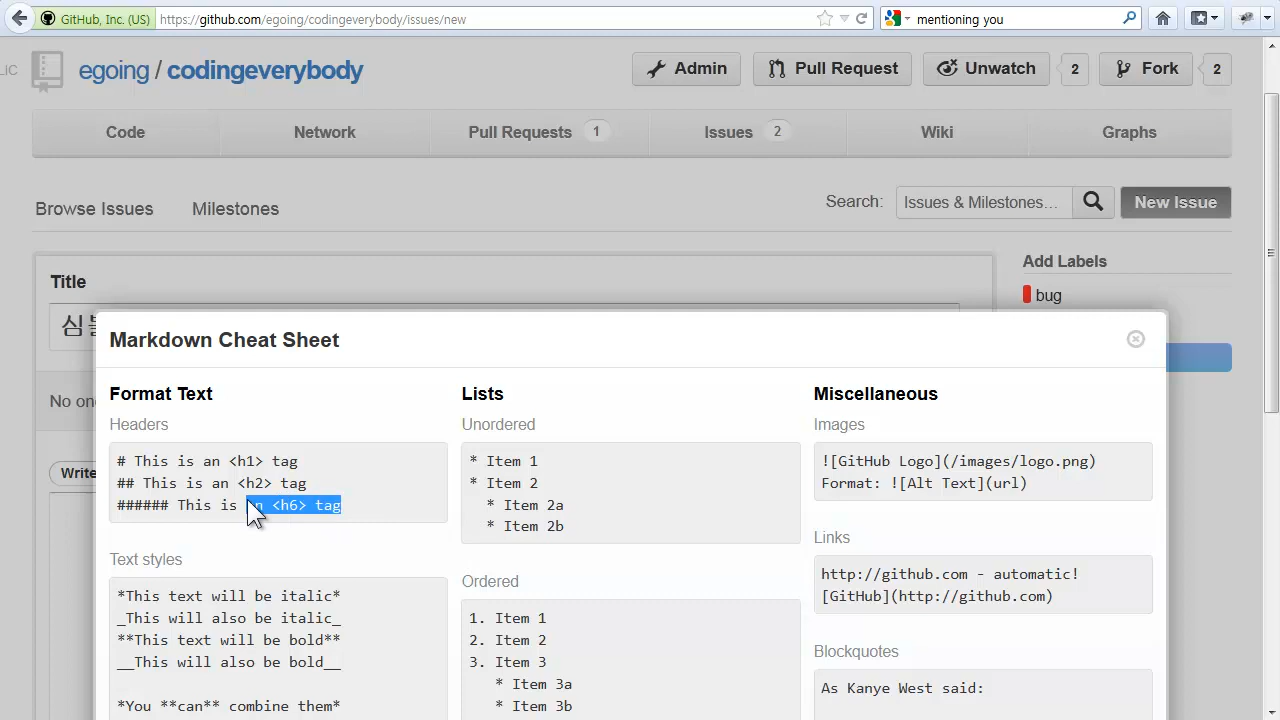 GitHub, Inc. (US)
https://github.com/egoing/codingeverybody/issues/new
mentioning you
LIC
egoing / codingeverybody
Admin
Pull Request
Unwatch
2
Fork
2
Code
Network
Pull Requests 1
Issues 2
Wiki
Graphs
Browse Issues
Milestones
Search:
Issues & Milestones...
New Issue
Title
심
Add Labels
bug
No one
Write
Markdown Cheat Sheet
Format Text
Headers
# This is an <h1> tag
## This is an <h2> tag
###### This is an <h6> tag
Text styles
*This text will be italic*
_This will also be italic_
**This text will be bold**
__This will also be bold__
*You **can** combine them*
Lists
Unordered
* Item 1
* Item 2
* Item 2a
* Item 2b
Ordered
1. Item 1
2. Item 2
3. Item 3
* Item 3a
* Item 3b
Miscellaneous
Images
![GitHub Logo](/images/logo.png)
Format: ![Alt Text](url)
Links
http://github.com - automatic!
[GitHub](http://github.com)
Blockquotes
As Kanye West said: